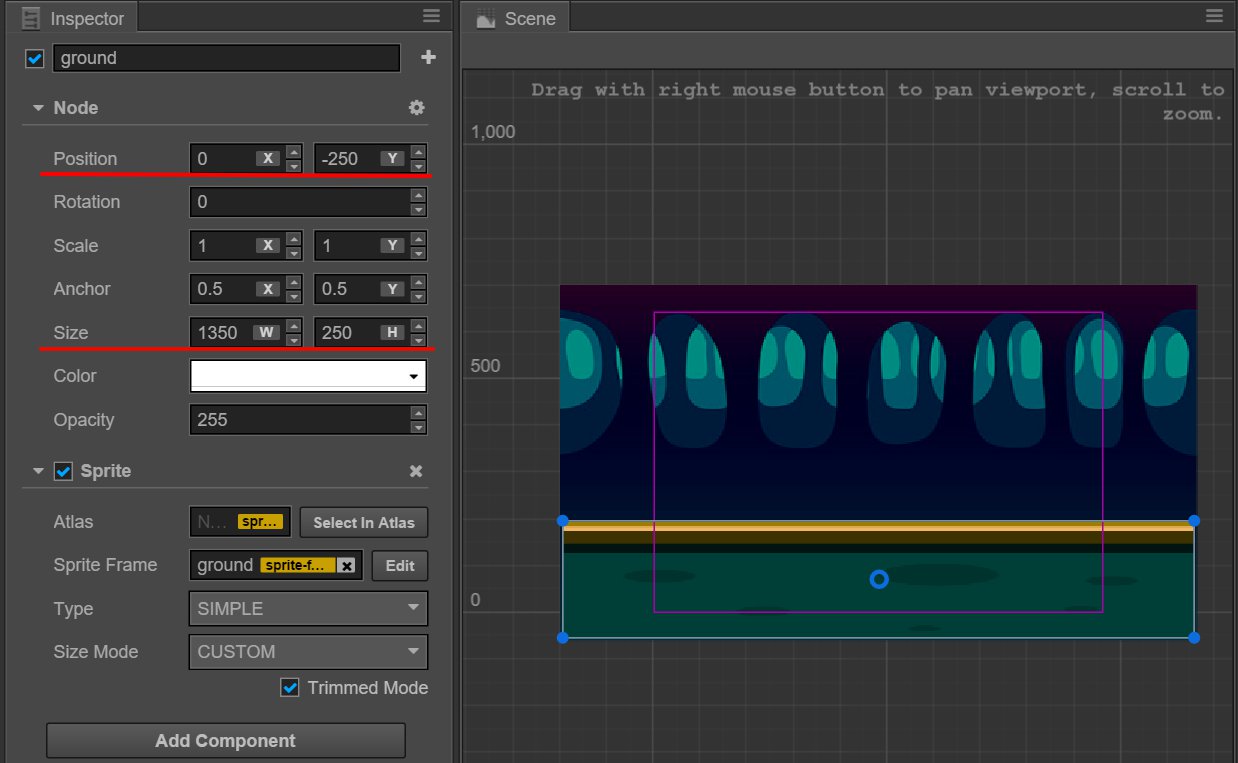 Inspector
ground
Node
Position 0 X -250 Y
Rotation 0
Scale 1 X 1 Y
Anchor 0.5 X 0.5 Y
Size 1350 W 250 H
Color
Opacity 255
Sprite
Atlas N... spr... Select In Atlas
Sprite Frame ground sprite-f... Edit
Type SIMPLE
Size Mode CUSTOM
Trimmed Mode
Add Component
Scene
Drag with right mouse button to pan viewport, scroll to
zoom.
1,000
500
0